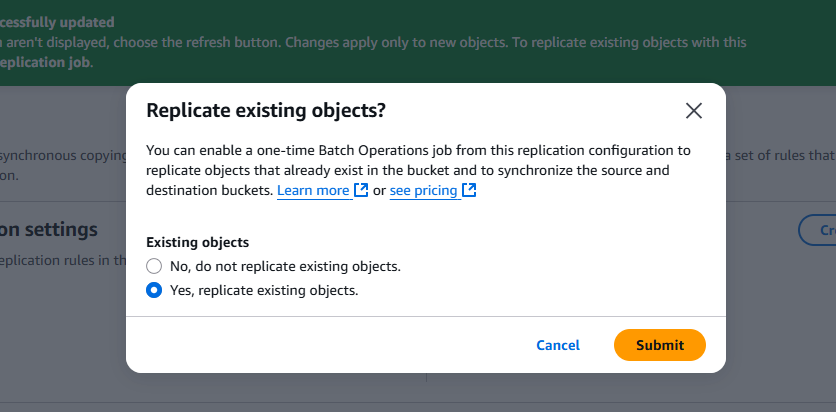 ccessfully updated
aren't displayed, choose the refresh button. Changes apply only to new objects. To replicate existing objects with this
eplication job.
Replicate existing objects?
You can enable a one-time Batch Operations job from this replication configuration to
replicate objects that already exist in the bucket and to synchronize the source and
destination buckets. Learn more or see pricing
synchronous copying
a set of rules that
on.
on settings
Cr
eplication rules in th
Existing objects
No, do not replicate existing objects.
Yes, replicate existing objects.
Cancel
Submit